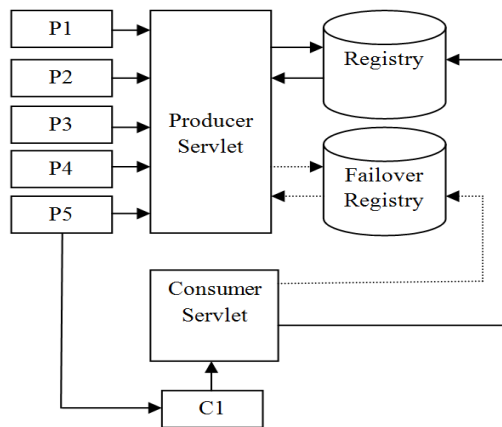 P1
P2
P3
P4
P5
Producer
Servlet
Registry
Failover
Registry
Consumer
Servlet
C1